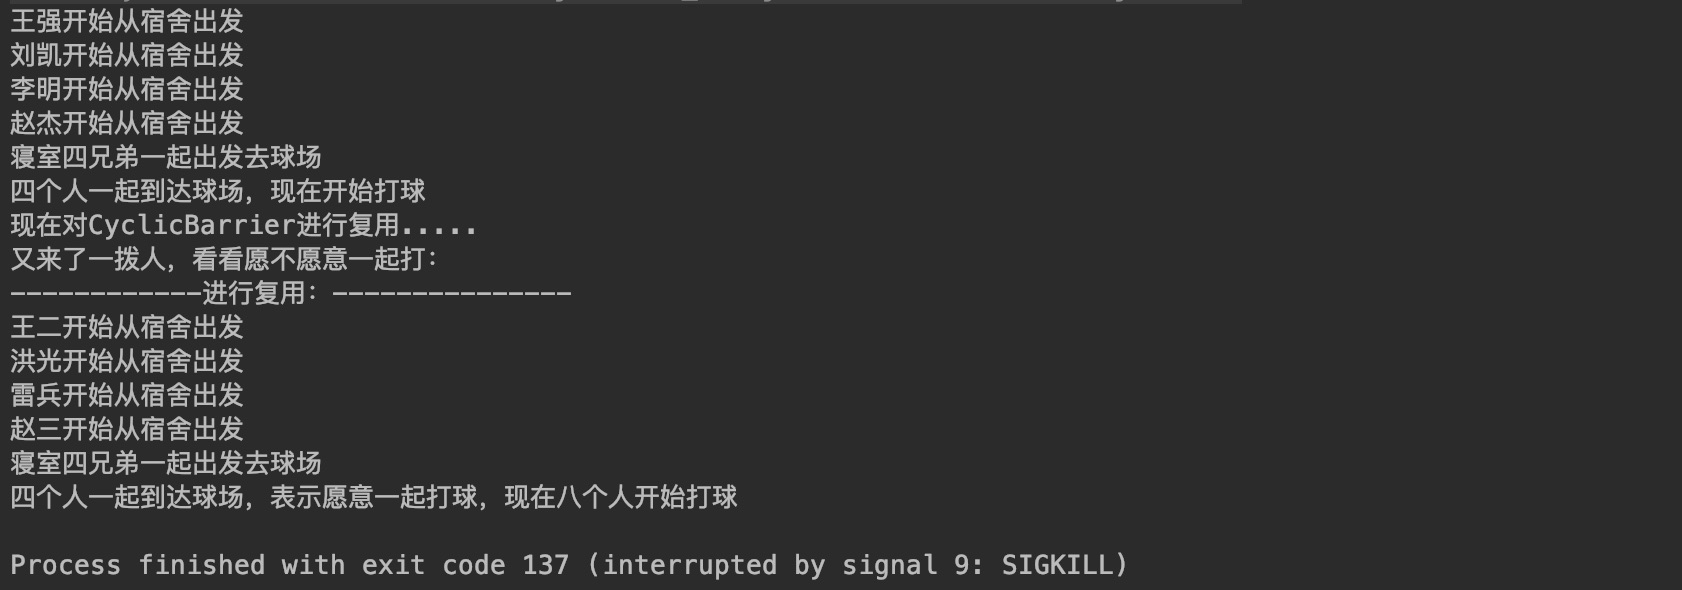 王强开始从宿舍出发
刘凯开始从宿舍出发
李明开始从宿舍出发
赵杰开始从宿舍出发
寝室四兄弟一起出发去球场
四个人一起到达球场，现在开始打球
现在对CyclicBarrier进行复用.....
又来了一拨人，看看愿不愿意一起打：
------------进行复用：---------------
王二开始从宿舍出发
洪光开始从宿舍出发
雷兵开始从宿舍出发
赵三开始从宿舍出发
寝室四兄弟一起出发去球场
四个人一起到达球场，表示愿意一起打球，现在八个人开始打球
Process finished with exit code 137 (interrupted by signal 9: SIGKILL)